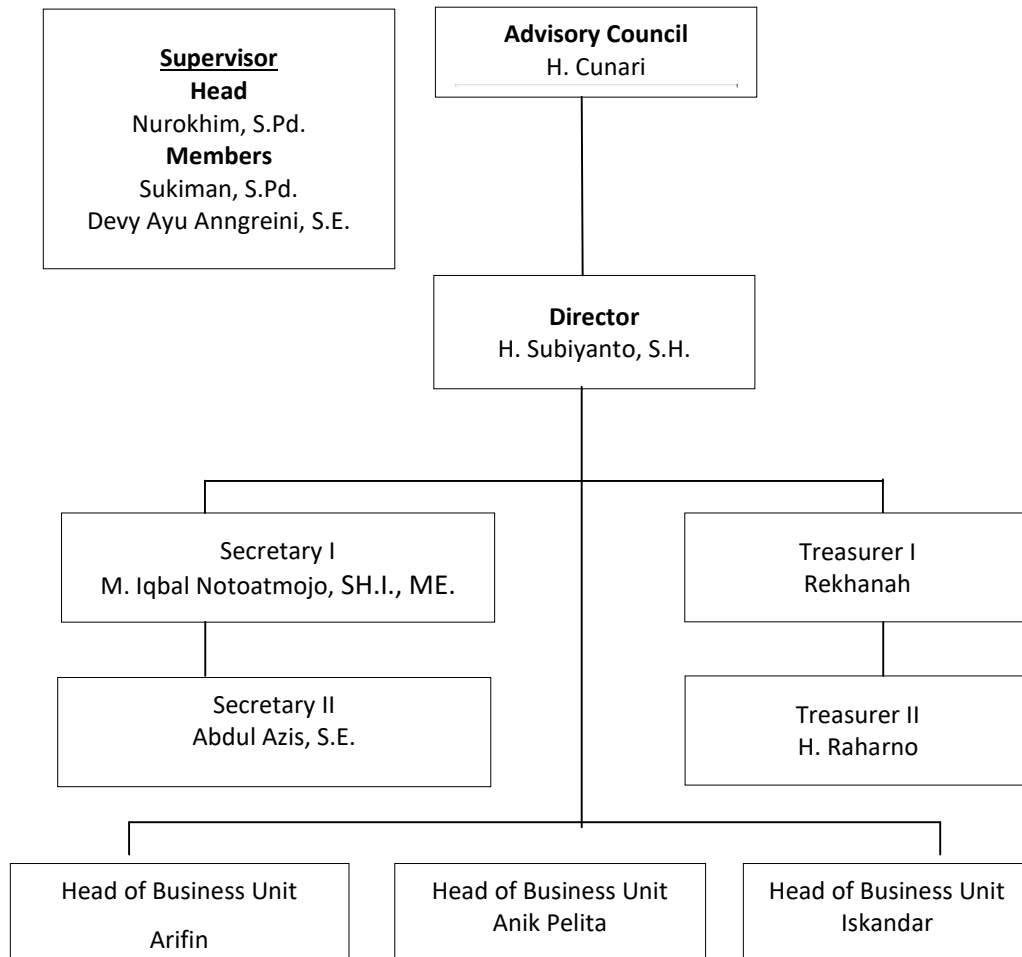 Supervisor
Head
Nurokhim, S.Pd.
Members
Sukiman, S.Pd.
Devy Ayu Anngreini, S.E.
Advisory Council
H. Cunari
Director
H. Subiyanto, S.H.
Secretary I
M. Iqbal Notoatmojo, SH.I., ME.
Treasurer I
Rekhanah
Secretary II
Abdul Azis, S.E.
Treasurer II
H. Raharno
Head of Business Unit
Arifin
Head of Business Unit
Anik Pelita
Head of Business Unit
Iskandar